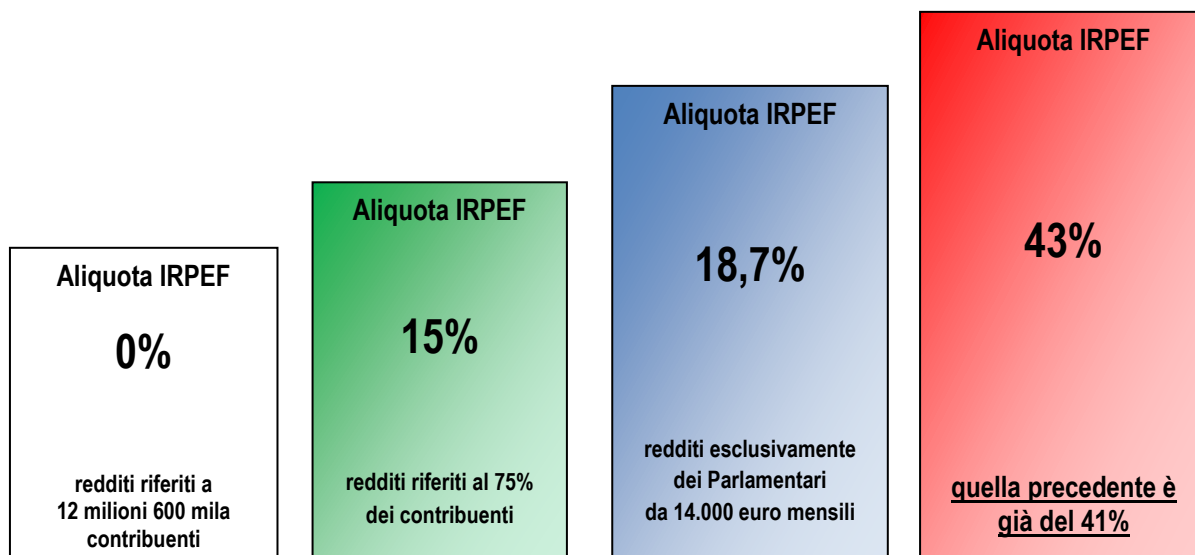 Aliquota IRPEF
0%
redditi riferiti a
12 milioni 600 mila
contribuenti
Aliquota IRPEF
15%
redditi riferiti al 75%
dei contribuenti
Aliquota IRPEF
18,7%
redditi esclusivamente
dei Parlamentari
da 14.000 euro mensili
Aliquota IRPEF
43%
quella precedente è
già del 41%